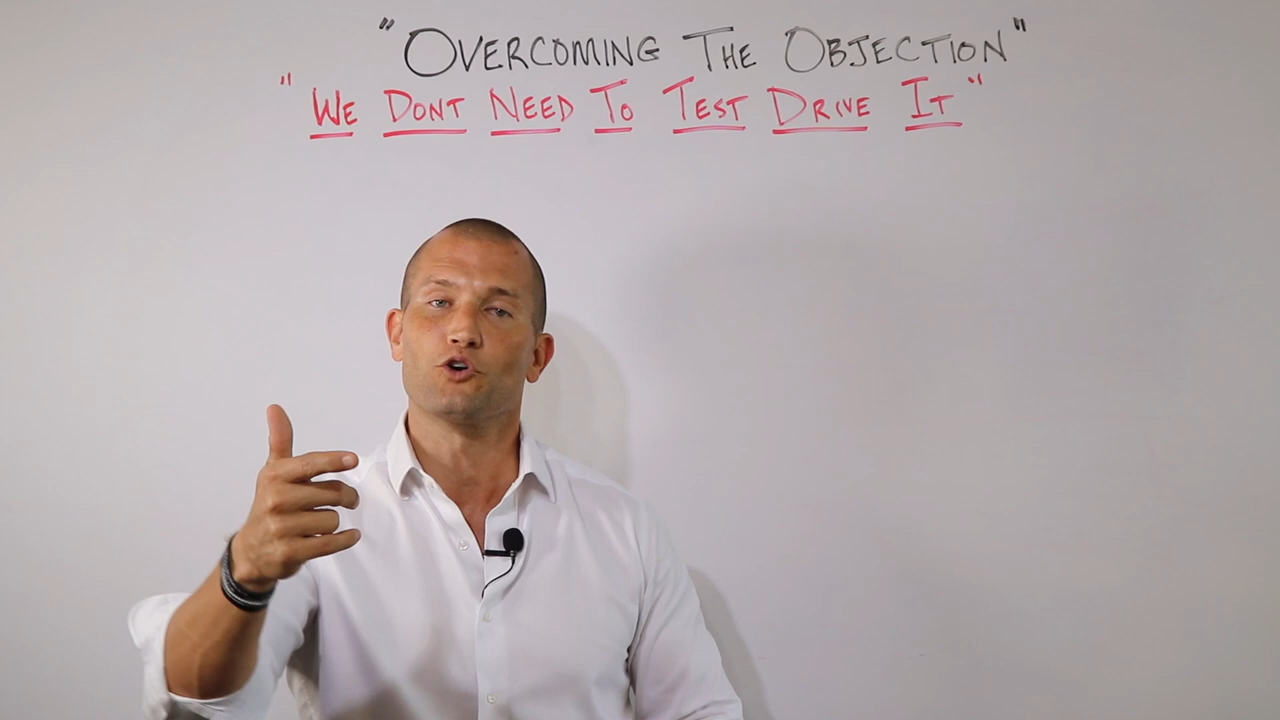 "OVERCOMING THE OBJECTION"
"WE DONT NEED TO TEST DRIVE IT"